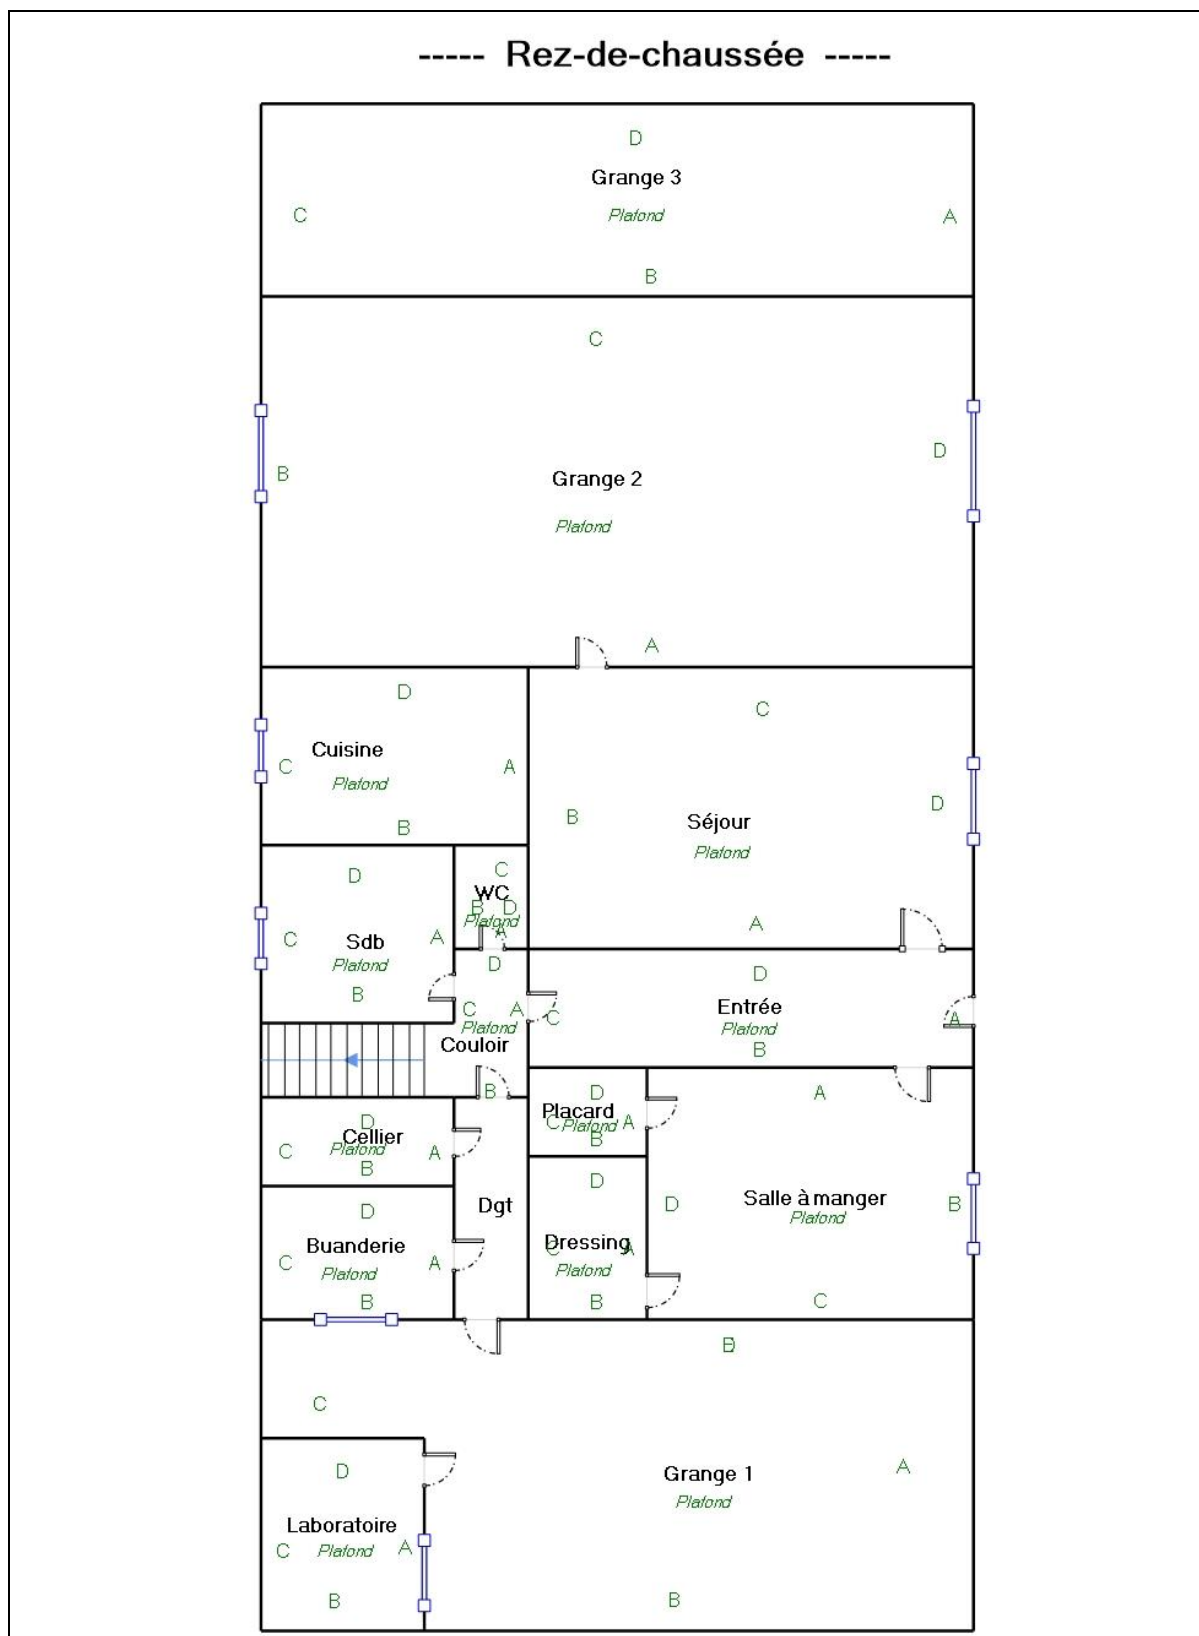 ----- Rez-de-chaussée -----
D
Grange 3
C
Plafond
A
B
C
D
B
Grange 2
Plafond
A
D
C
Cuisine
C
A
Plafond
D
B
Séjour
B
Plafond
C
D
WC
B
D
Plafond
A
A
C
Sdb
A
Plafond
D
D
B
C
A
Entrée
C
A
Plafond
Plafond
Couloir
B
B
D
A
Placard
D
C
A
Plafond
Cellier
B
C
Plafond
A
B
D
Salle à manger
D
B
Dgt
D
Plafond
Dressing
Buanderie
C
A
C
A
Plafond
Plafond
B
B
C
D
C
A
D
Grange 1
Plafond
Laboratoire
C
Plafond
A
B
B